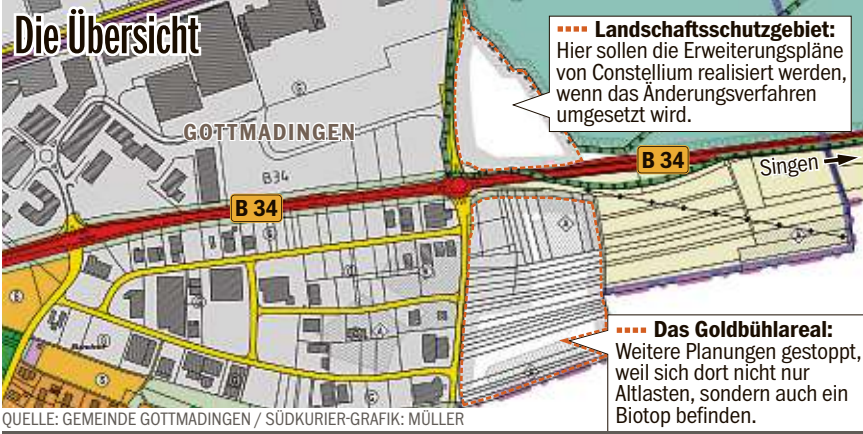 Die Übersicht
Landschaftsschutzgebiet:
Hier sollen die Erweiterungspläne
von Constellium realisiert werden,
wenn das Änderungsverfahren
umgesetzt wird.
GOTTMADINGEN
B34
B 34
B 34
Singen
Das Goldbühlareal:
Weitere Planungen gestoppt,
weil sich dort nicht nur
Altlasten, sondern auch ein
Biotop befinden.
QUELLE: GEMEINDE GOTTMADINGEN / SÜDKURIER-GRAFIK: MÜLLER